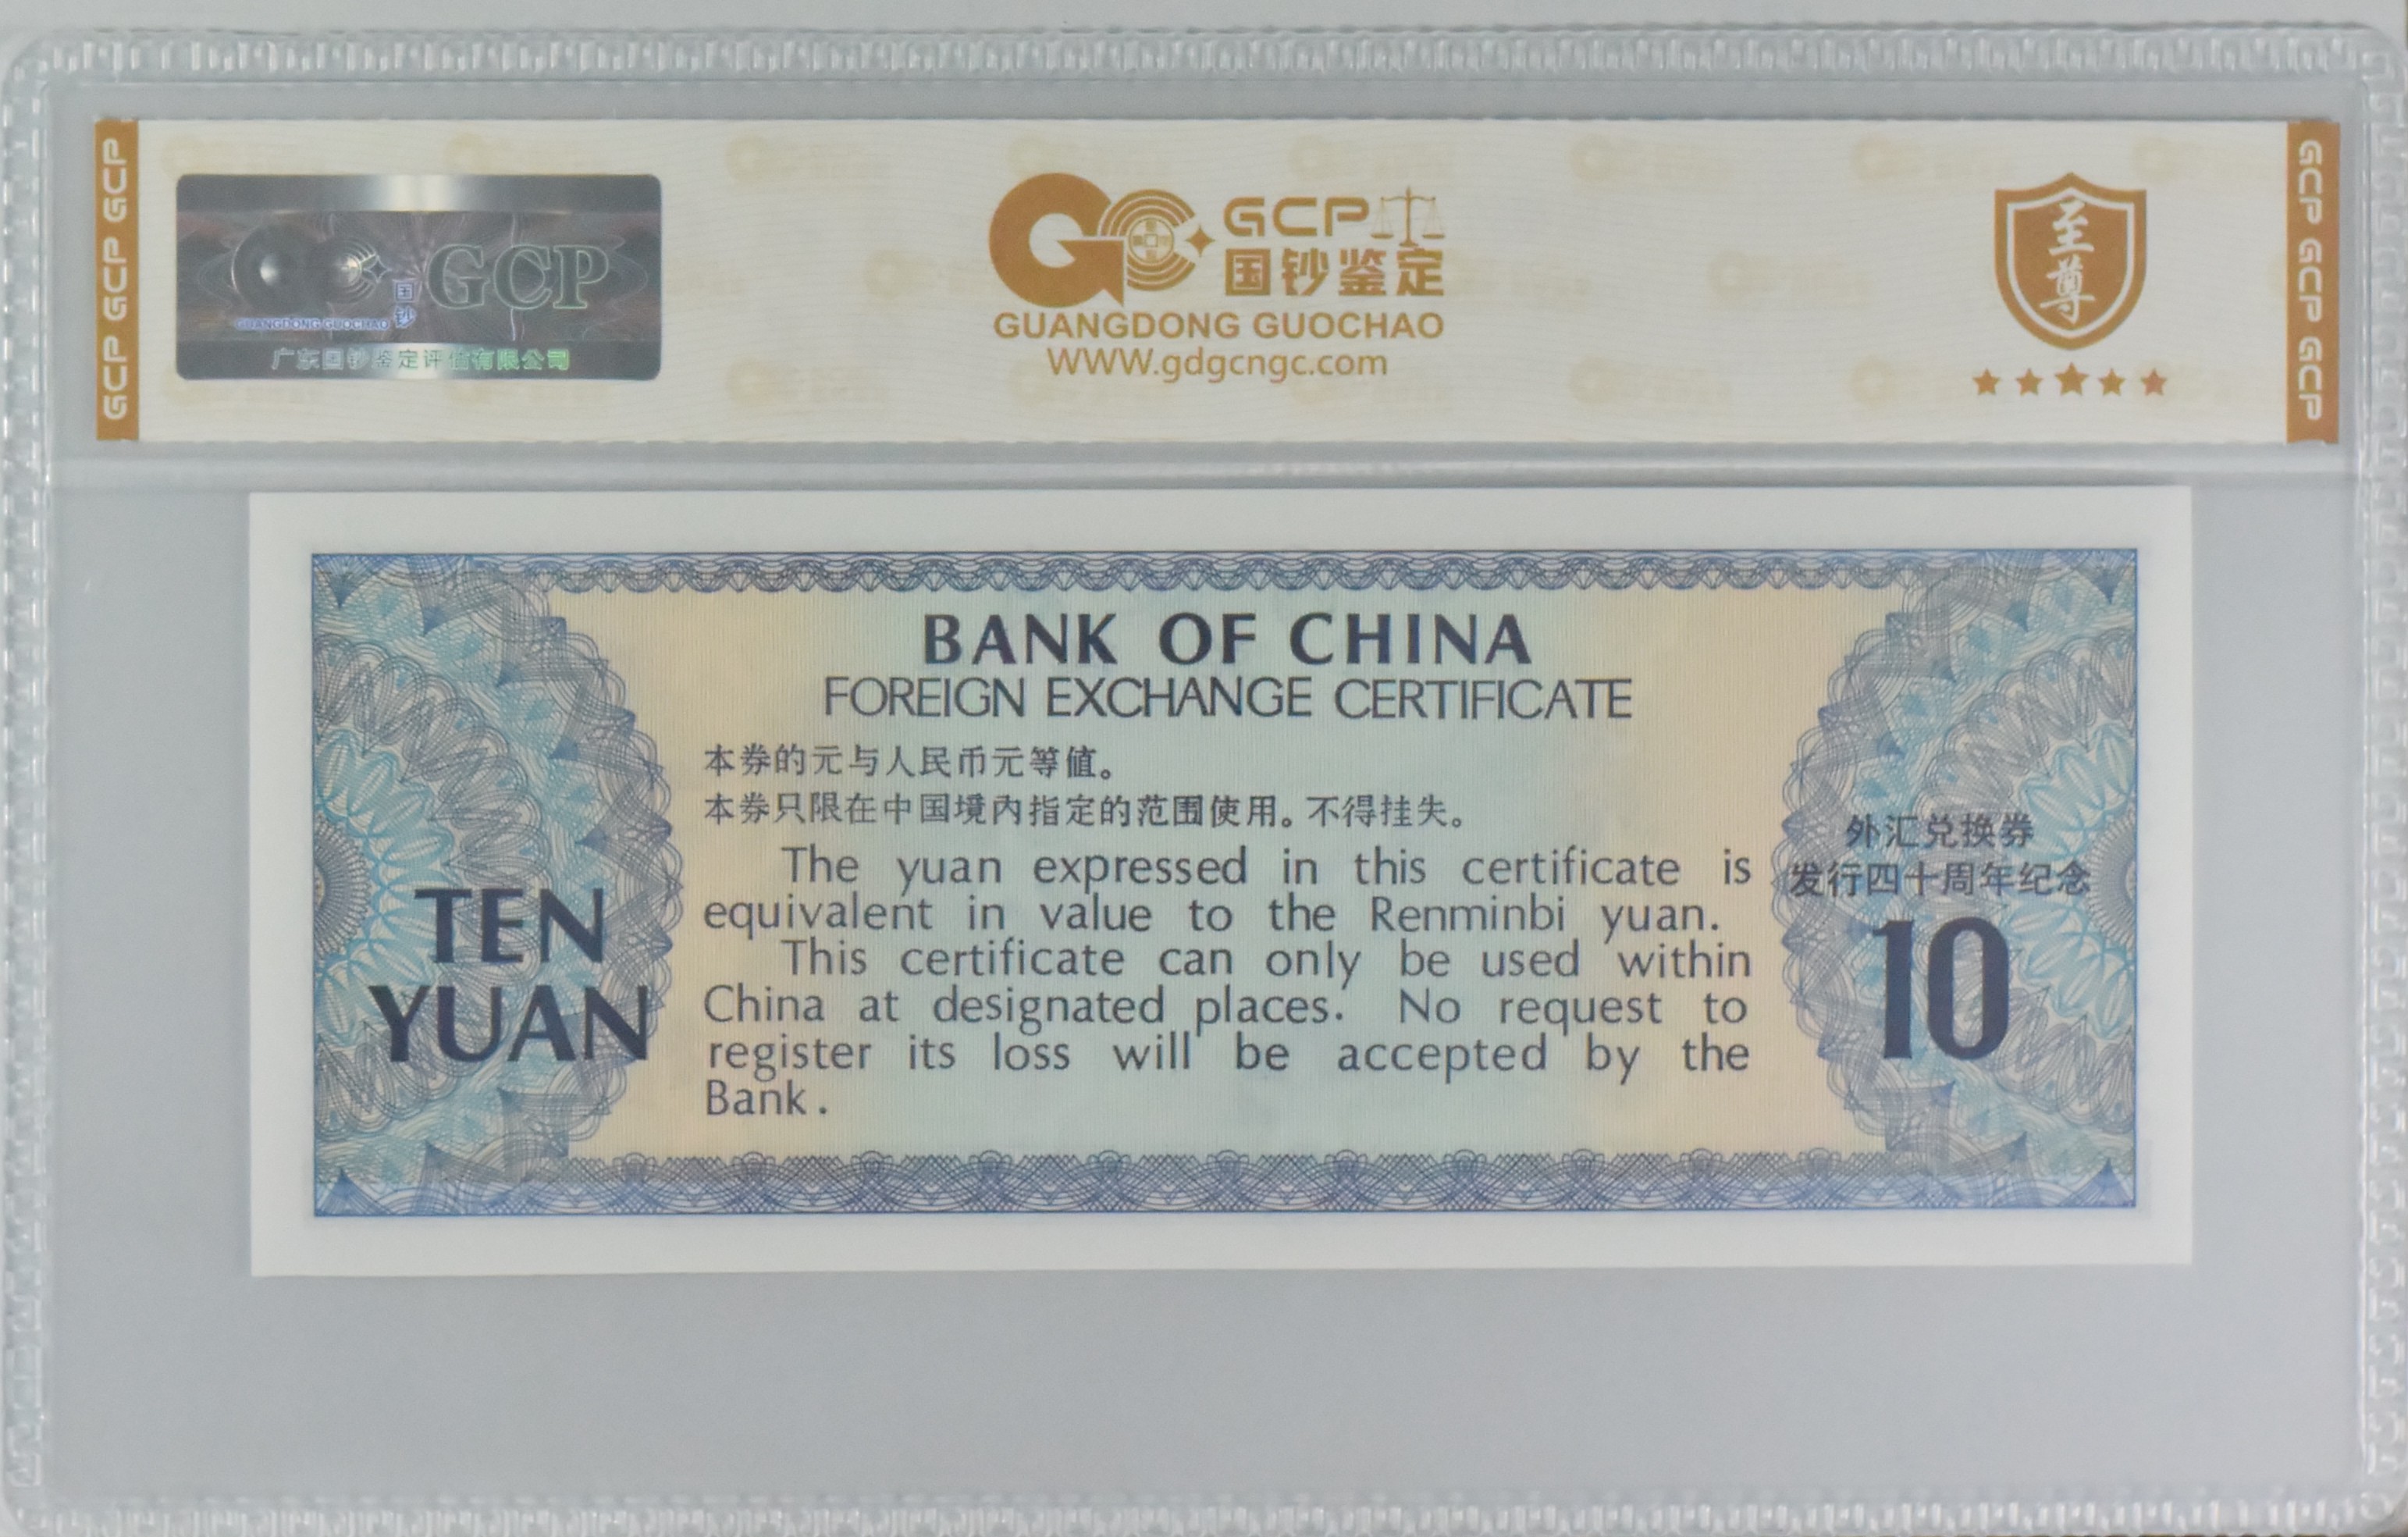 GCP GCP GCP
国钞
GCP
GUANGDONG GUOCHAO
广东国钞鉴定评估有限公司
GCP
国钞鉴定
GUANGDONG GUOCHAO
WWW.gdgcngc.com
至尊
GCP GCP GCP
BANK OF CHINA
FOREIGN EXCHANGE CERTIFICATE
本券的元与人民币元等値。
本券只限在中国境内指定的范围使用。不得挂失。
The yuan expressed in this certificate is
equivalent in value to the Renminbi yuan.
This certificate can only be used within
China at designated places. No request to
register its loss will be accepted by the
Bank.
TEN
YUAN
外汇兑换券
发行四十周年纪念
10